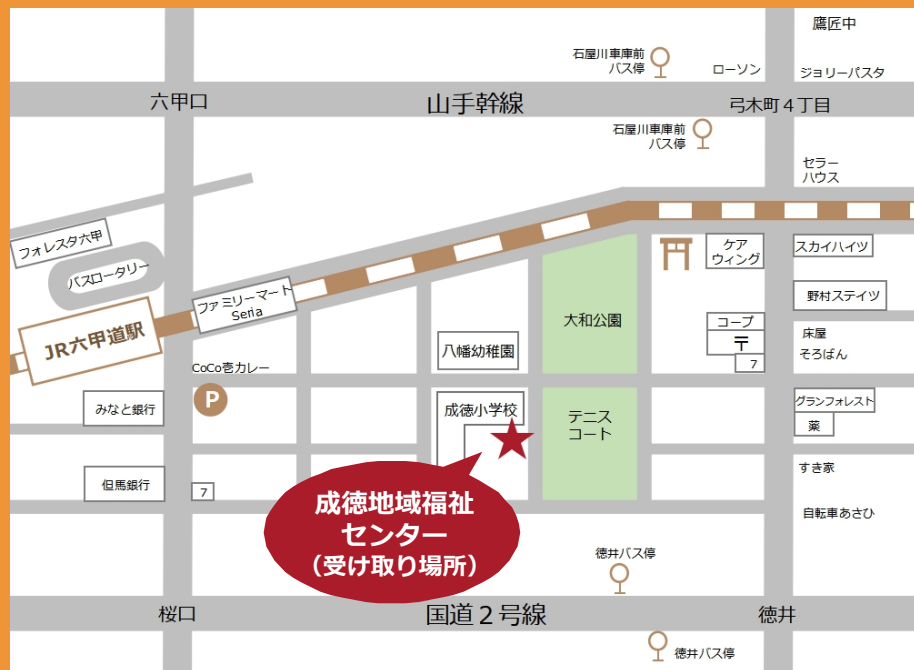 鷹匠中
石屋川車庫前
バス停
ローソン
ジョリーパスタ
六甲口
山手幹線
弓木町４丁目
石屋川車庫前
バス停
セラー
ハウス
フォレスタ六甲
バスロータリー
ケア
ウィング
スカイハイツ
ファミリーマート
Seria
野村ステイツ
JR六甲道駅
大和公園
コープ
〒
7
床屋
そろばん
八幡幼稚園
CoCo壱カレー
P
みなと銀行
成徳小学校
テニス
コート
グランフォレスト
薬
但馬銀行
7
すき家
自転車あさひ
成徳地域福祉
センター
（受け取り場所）
徳井バス停
桜口
国道２号線
徳井
徳井バス停